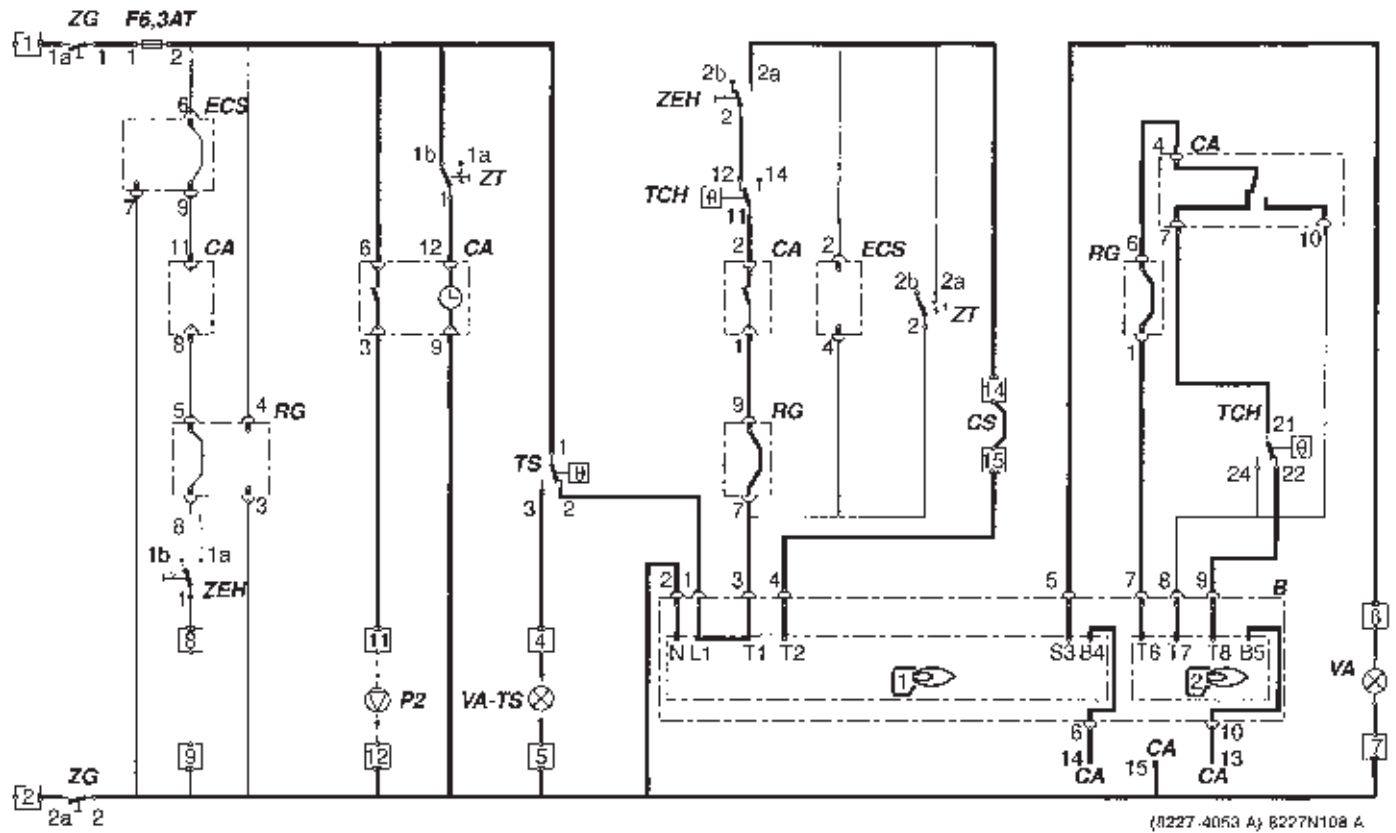 ZG F6,3AT
1 1a 1 1 2
6 ECS
7 9
11 CA
8
5 4 RG
8 3
1b 1a
1 ZEH
8
9
ZG
2 2a 2
1b 1a
1 ZT
6 12 CA
3 9
11
P2
12
TS 1
3 2
4
VA-TS
5
2b 2a
ZEH
2
12 14
TCH θ
11
2 CA
1
9 RG
7
2 ECS
4
2b 2a
2 ZT
14
CS
15
4 CA
7 10
RG 6
1
TCH 21
θ
24 22
2 1 3 4 5 7 8 9 B
N L1 T1 T2 S3 B4 T6 T7 T8 B5
1 2
6 10
14 CA
15 CA
13 CA
6
VA
7
(8227-4053 A) 8227N108 A